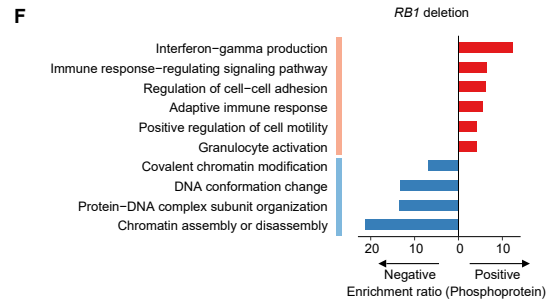 F
RB1 deletion
Interferon-gamma production
Immune response-regulating signaling pathway
Regulation of cell-cell adhesion
Adaptive immune response
Positive regulation of cell motility
Granulocyte activation
Covalent chromatin modification
DNA conformation change
Protein-DNA complex subunit organization
Chromatin assembly or disassembly
20 10 0 10
Negative Positive
Enrichment ratio (Phosphoprotein)